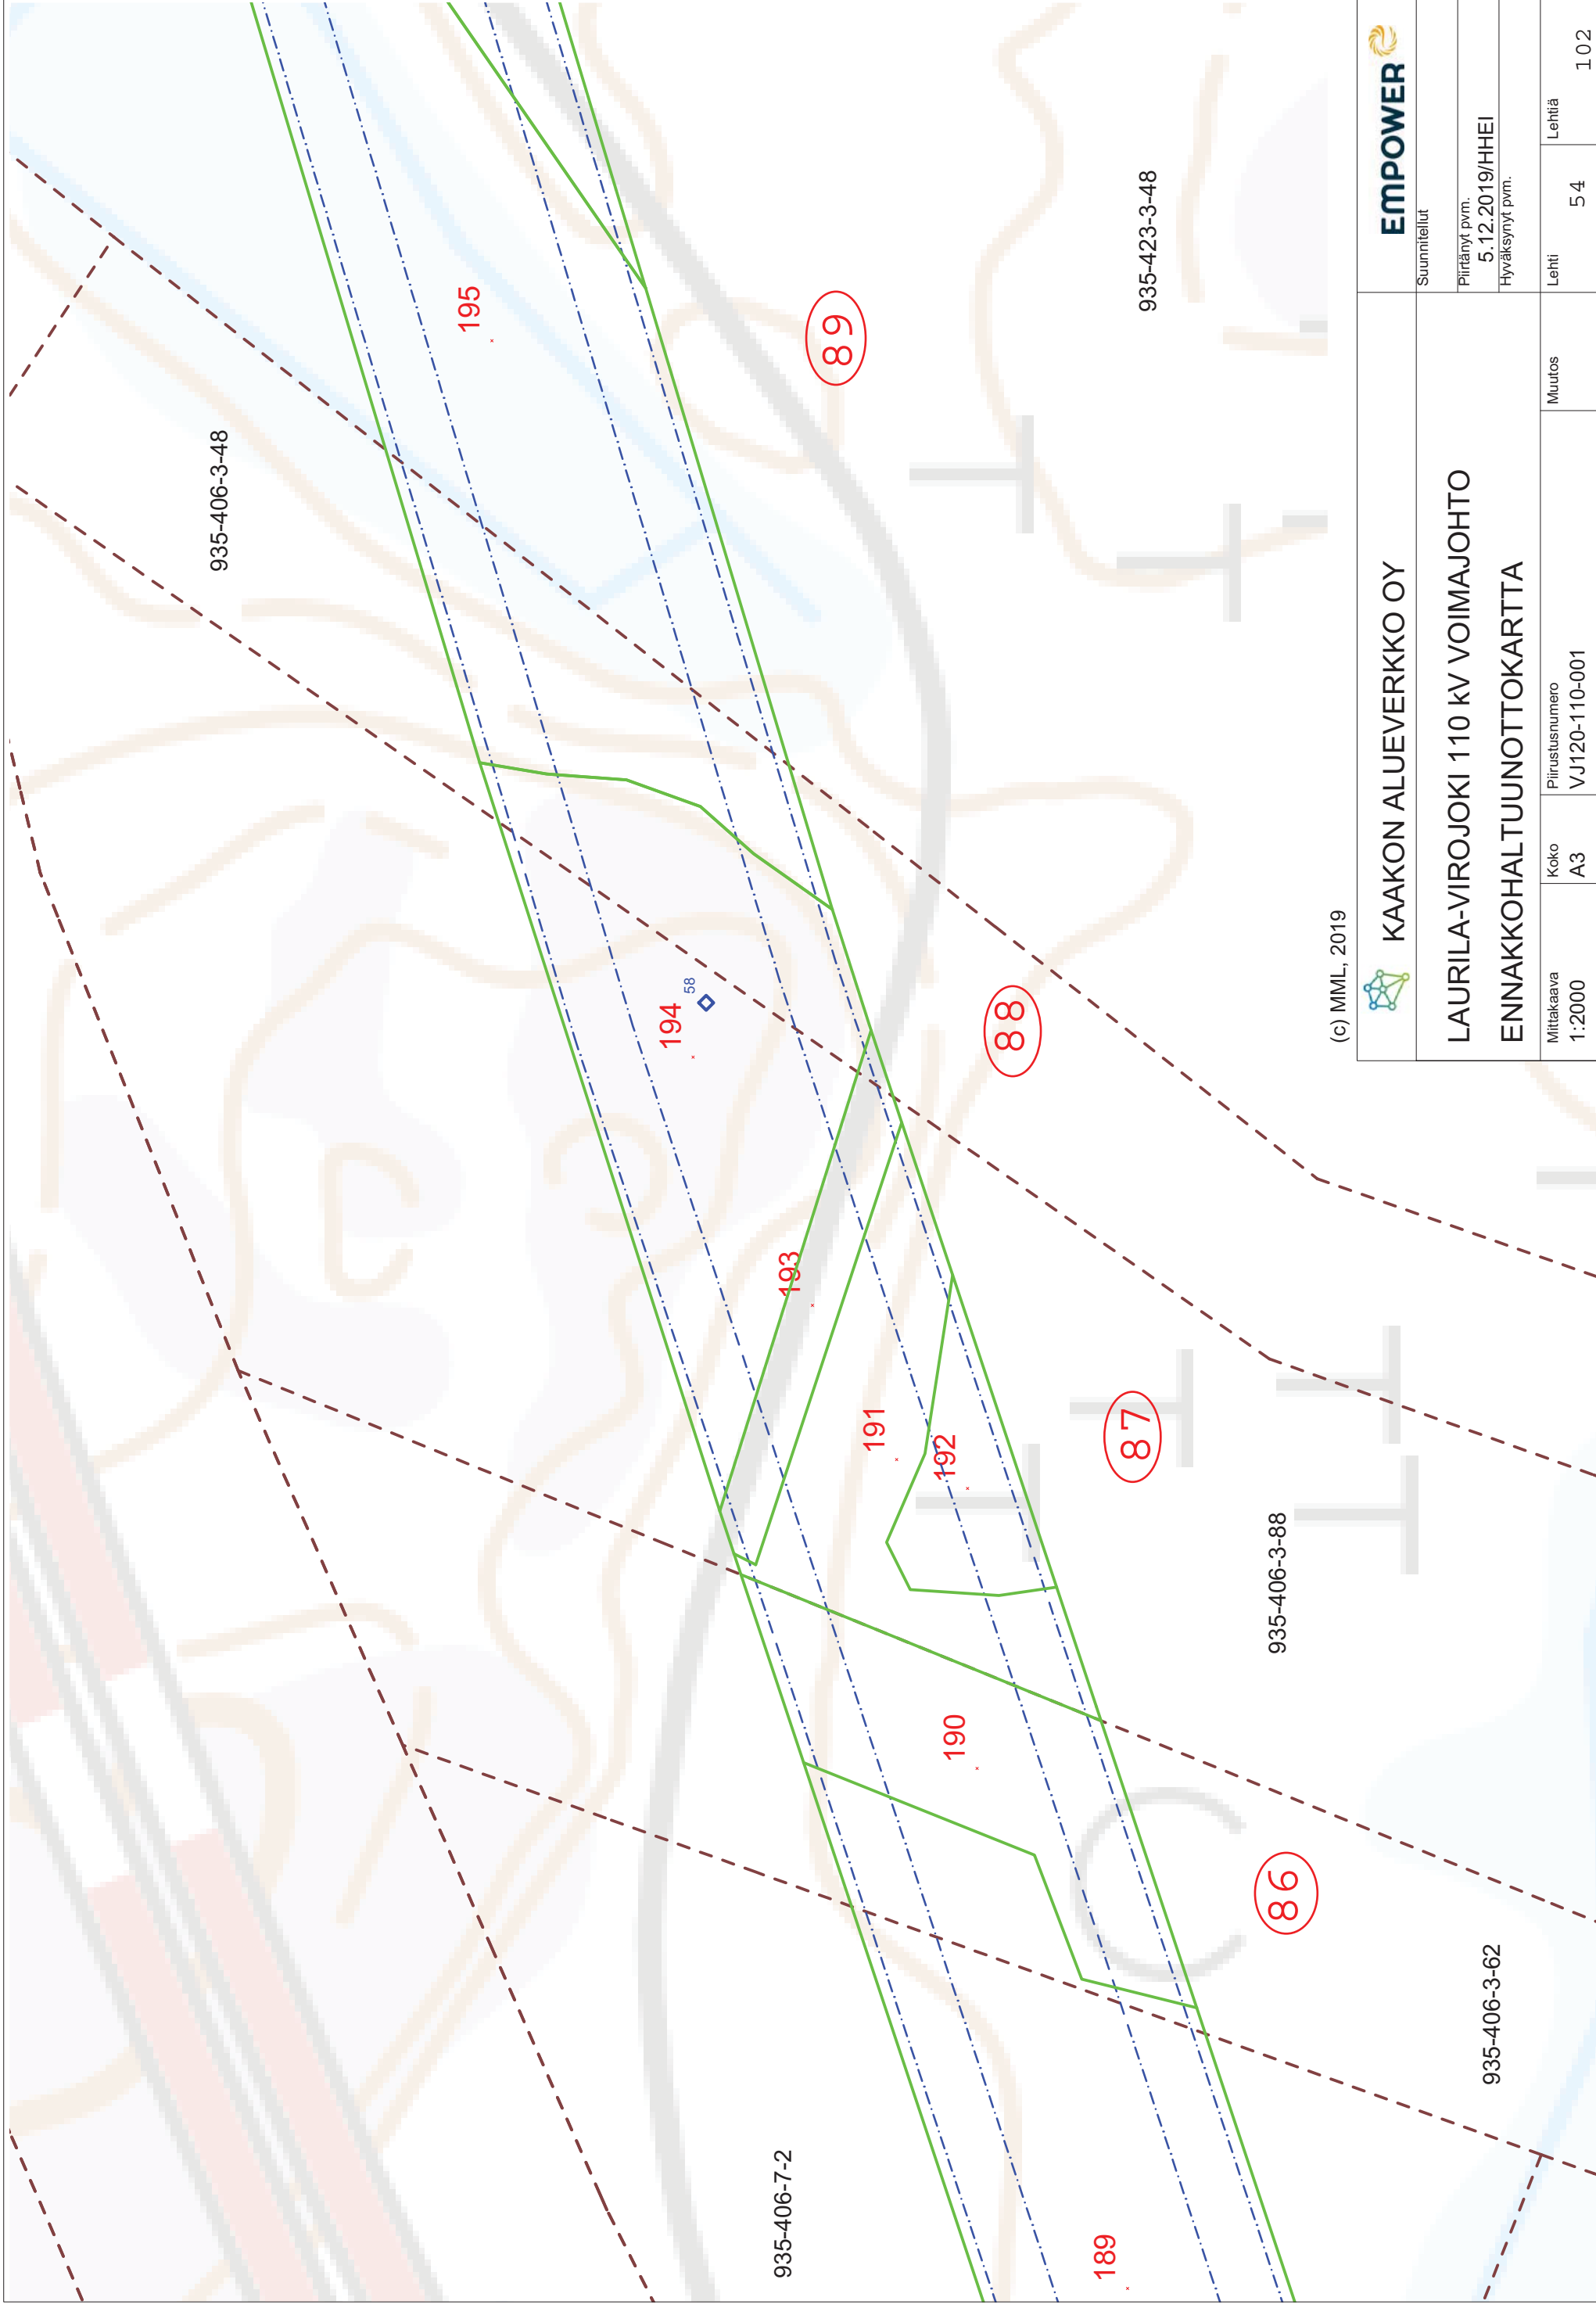 935-406-3-48
195
89
935-423-3-48
58
194
88
193
191
192
87
935-406-3-88
190
86
935-406-3-62
935-406-7-2
189
(c) MML, 2019
KAAKON ALUEVERKKO OY
EMPOWER
LAURILA-VIROJOKI 110 kV VOIMAJOHTO
ENNAKKOHALTUUNOTTOKARTTA
Suunnitellut
Piirtänyt pvm.
5.12.2019/HHEI
Hyväksynyt pvm.
Mittakaava
1:2000
Koko
A3
Piirustusnumero
VJ120-110-001
Muutos
Lehti
54
Lehtiä
102